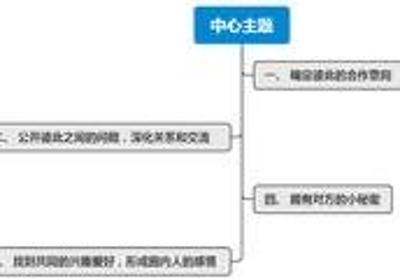 中心主题
一、 确定彼此的合作意向
公开彼此之间的问题，深化关系和交流
四、 拥有对方的小秘密
找到共同的兴趣爱好，形成圈内人的感情